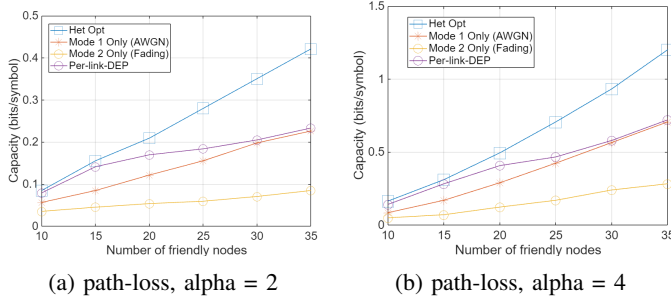 0.5
0.4
0.3
0.2
0.1
0
Capacity (bits/symbol)
Het Opt
Mode 1 Only (AWGN)
Mode 2 Only (Fading)
Per-link-DEP
10 15 20 25 30 35
Number of friendly nodes
(a) path-loss, alpha = 2
1.5
1
0.5
0
Capacity (bits/symbol)
Het Opt
Mode 1 Only (AWGN)
Mode 2 Only (Fading)
Per-link-DEP
10 15 20 25 30 35
Number of friendly nodes
(b) path-loss, alpha = 4